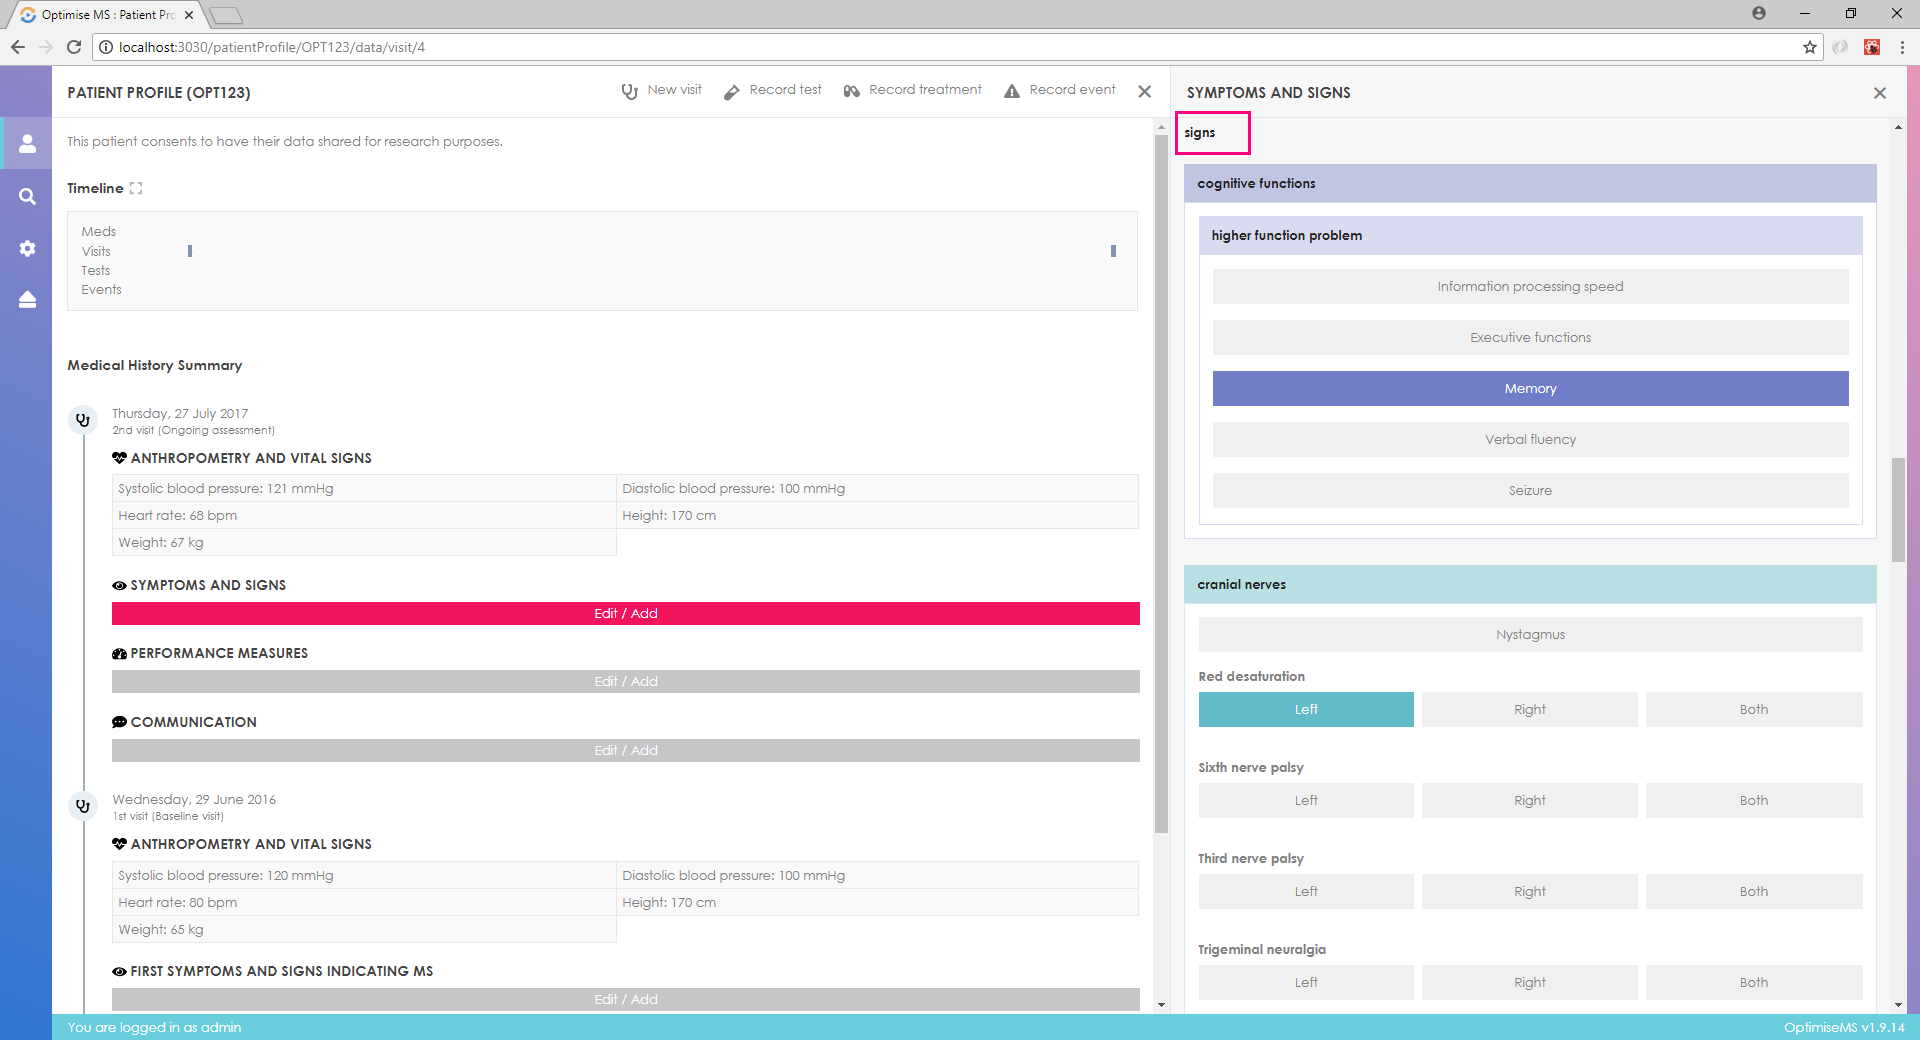 Optimise MS : Patient Pro
localhost:3030/patientProfile/OPT123/data/visit/4
PATIENT PROFILE (OPT123)
New visit
Record test
Record treatment
Record event
This patient consents to have their data shared for research purposes.
Timeline
Meds
Visits
Tests
Events
Medical History Summary
Thursday, 27 July 2017
2nd visit (Ongoing assessment)
ANTHROPOMETRY AND VITAL SIGNS
Systolic blood pressure: 121 mmHg
Diastolic blood pressure: 100 mmHg
Heart rate: 68 bpm
Height: 170 cm
Weight: 67 kg
SYMPTOMS AND SIGNS
Edit / Add
PERFORMANCE MEASURES
Edit / Add
COMMUNICATION
Edit / Add
Wednesday, 29 June 2016
1st visit (Baseline visit)
ANTHROPOMETRY AND VITAL SIGNS
Systolic blood pressure: 120 mmHg
Diastolic blood pressure: 100 mmHg
Heart rate: 80 bpm
Height: 170 cm
Weight: 65 kg
FIRST SYMPTOMS AND SIGNS INDICATING MS
Edit / Add
SYMPTOMS AND SIGNS
signs
cognitive functions
higher function problem
Information processing speed
Executive functions
Memory
Verbal fluency
Seizure
cranial nerves
Nystagmus
Red desaturation
Left
Right
Both
Sixth nerve palsy
Left
Right
Both
Third nerve palsy
Left
Right
Both
Trigeminal neuralgia
Left
Right
Both
You are logged in as admin
OptimiseMS v1.9.14